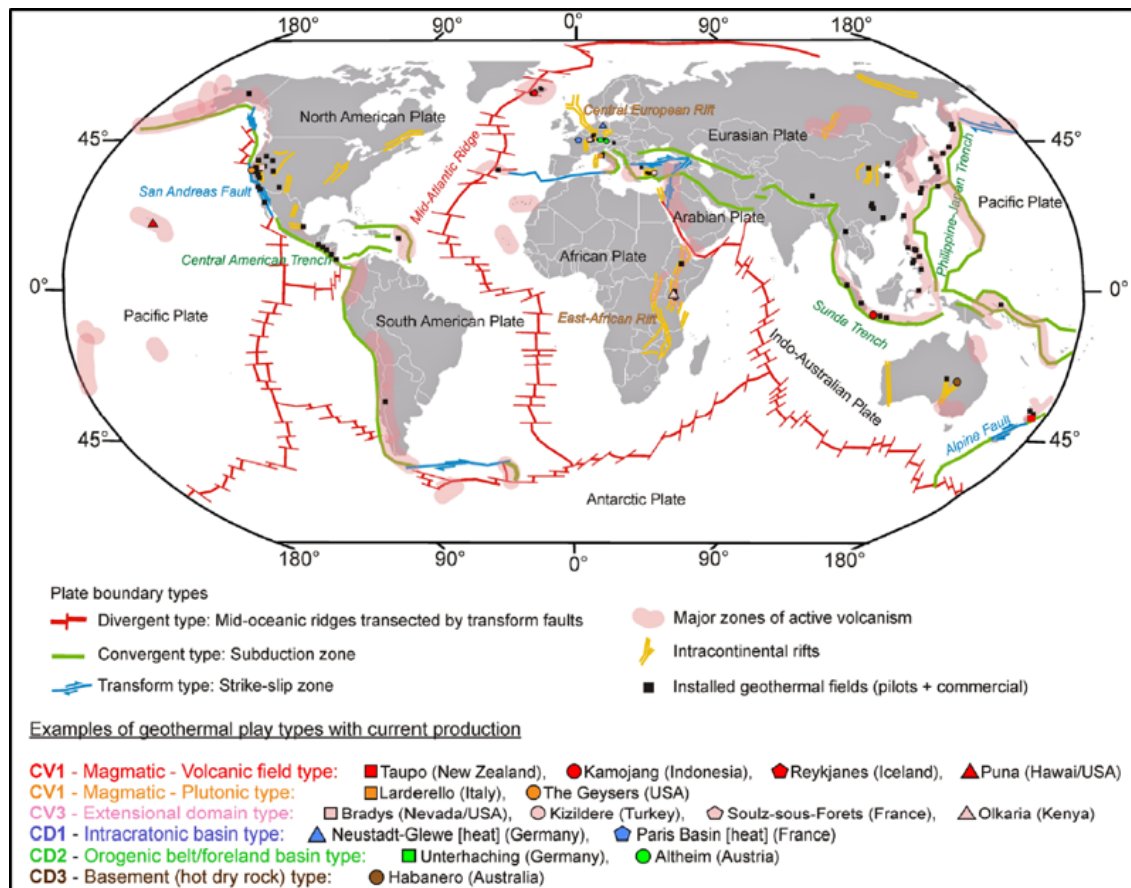 180° 90° 0° 90° 180°
North American Plate
Central European Rift
Eurasian Plate
45° 45°
Mid-Atlantic Ridge
San Andreas Fault
Arabian Plate
Philippine-Japan Trench
Pacific Plate
Central American Trench
African Plate
0° 0°
Pacific Plate
South American Plate
East-African Rift
Sunda Trench
Indo-Australian Plate
45° 45°
Alpine Fault
Antarctic Plate
180° 90° 0° 90° 180°
Plate boundary types
Divergent type: Mid-oceanic ridges transected by transform faults
Convergent type: Subduction zone
Transform type: Strike-slip zone
Major zones of active volcanism
Intracontinental rifts
Installed geothermal fields (pilots + commercial)
Examples of geothermal play types with current production
CV1 - Magmatic - Volcanic field type: Taupo (New Zealand), Kamojang (Indonesia), Reykjanes (Iceland), Puna (Hawai/USA)
CV1 - Magmatic - Plutonic type: Larderello (Italy), The Geysers (USA)
CV3 - Extensional domain type: Bradys (Nevada/USA), Kizildere (Turkey), Soulz-sous-Forets (France), Olkaria (Kenya)
CD1 - Intracratonic basin type: Neustadt-Glewe [heat] (Germany), Paris Basin [heat] (France)
CD2 - Orogenic belt/foreland basin type: Unterhaching (Germany), Altheim (Austria)
CD3 - Basement (hot dry rock) type: Habanero (Australia)